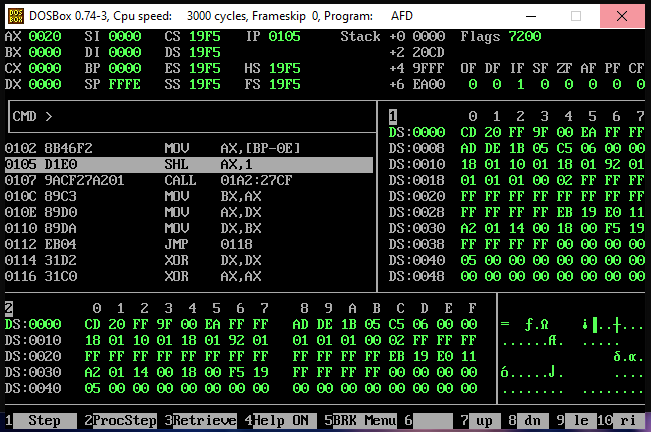 DOSBox 0.74-3, Cpu speed:    3000 cycles, Frameskip  0, Program:     AFD
AX 0020  SI 0000  CS 19F5  IP 0105   Stack +0 0000  Flags 7200
BX 0000  DI 0000  DS 19F5                  +2 20CD
CX 0000  BP 0000  ES 19F5  HS 19F5         +4 9FFF  OF DF IF SF ZF AF PF CF
DX 0000  SP FFFE  SS 19F5  FS 19F5         +6 EA00   0  0  1  0  0  0  0  0
CMD >
1        0  1  2  3  4  5  6  7
DS:0000 CD 20 FF 9F 00 EA FF FF
DS:0008 AD DE 1B 05 C5 06 00 00
DS:0010 18 01 10 01 18 01 92 01
DS:0018 01 01 01 00 02 FF FF FF
DS:0020 FF FF FF FF FF FF FF FF
DS:0028 FF FF FF FF EB 19 E0 11
DS:0030 A2 01 14 00 18 00 F5 19
DS:0038 FF FF FF FF 00 00 00 00
DS:0040 05 00 00 00 00 00 00 00
DS:0048 00 00 00 00 00 00 00 00
0102 8B46F2        MOV    AX,[BP-0E]
0105 D1E0          SHL    AX,1
0107 9ACF27A201    CALL   01A2:27CF
010C 89C3          MOV    BX,AX
010E 89D0          MOV    AX,DX
0110 89DA          MOV    DX,BX
0112 EB04          JMP    0118
0114 31D2          XOR    DX,DX
0116 31C0          XOR    AX,AX
2        0  1  2  3  4  5  6  7   8  9  A  B  C  D  E  F
DS:0000 CD 20 FF 9F 00 EA FF FF  AD DE 1B 05 C5 06 00 00  = ƒ.Ω  ¡▐..┼...
DS:0010 18 01 10 01 18 01 92 01  01 01 01 00 02 FF FF FF  ......Æ. .....
DS:0020 FF FF FF FF FF FF FF FF  FF FF FF FF EB 19 E0 11  δ.α.
DS:0030 A2 01 14 00 18 00 F5 19  FF FF FF FF 00 00 00 00  ó.....⌡. ....
DS:0040 05 00 00 00 00 00 00 00  00 00 00 00 00 00 00 00  ........ ........
1 Step  2ProcStep 3Retrieve 4Help ON  5BRK Menu 6  7 up  8 dn  9 le 10 ri